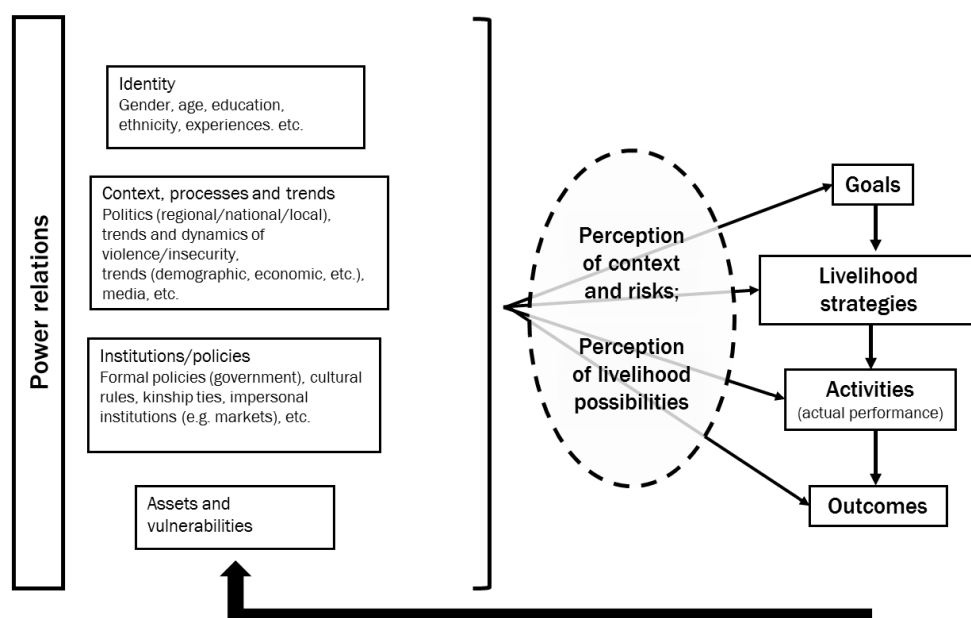 Power relations
Identity
Gender, age, education,
ethnicity, experiences. etc.
Context, processes and trends
Politics (regional/national/local),
trends and dynamics of
violence/insecurity,
trends (demographic, economic, etc.),
media, etc.
Institutions/policies
Formal policies (government), cultural
rules, kinship ties, impersonal
institutions (e.g. markets), etc.
Assets and
vulnerabilities
Perception
of context
and risks;
Perception
of livelihood
possibilities
Goals
Livelihood
strategies
Activities
(actual performance)
Outcomes